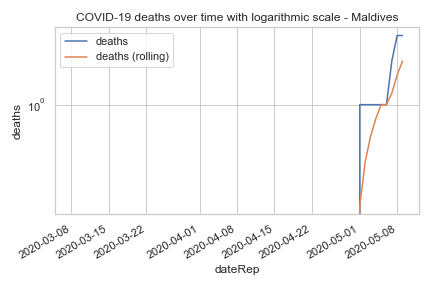 COVID-19 deaths over time with logarithmic scale - Maldives
deaths
deaths (rolling)
deaths
10^0
2020-03-08
2020-03-15
2020-03-22
2020-04-01
2020-04-08
2020-04-15
2020-04-22
2020-05-01
2020-05-08
dateRep